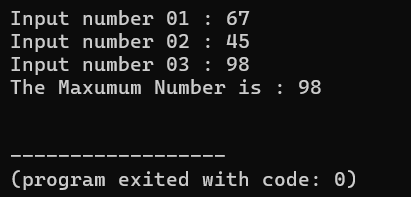 Input number 01 : 67
Input number 02 : 45
Input number 03 : 98
The Maxumum Number is : 98
------------------
(program exited with code: 0)